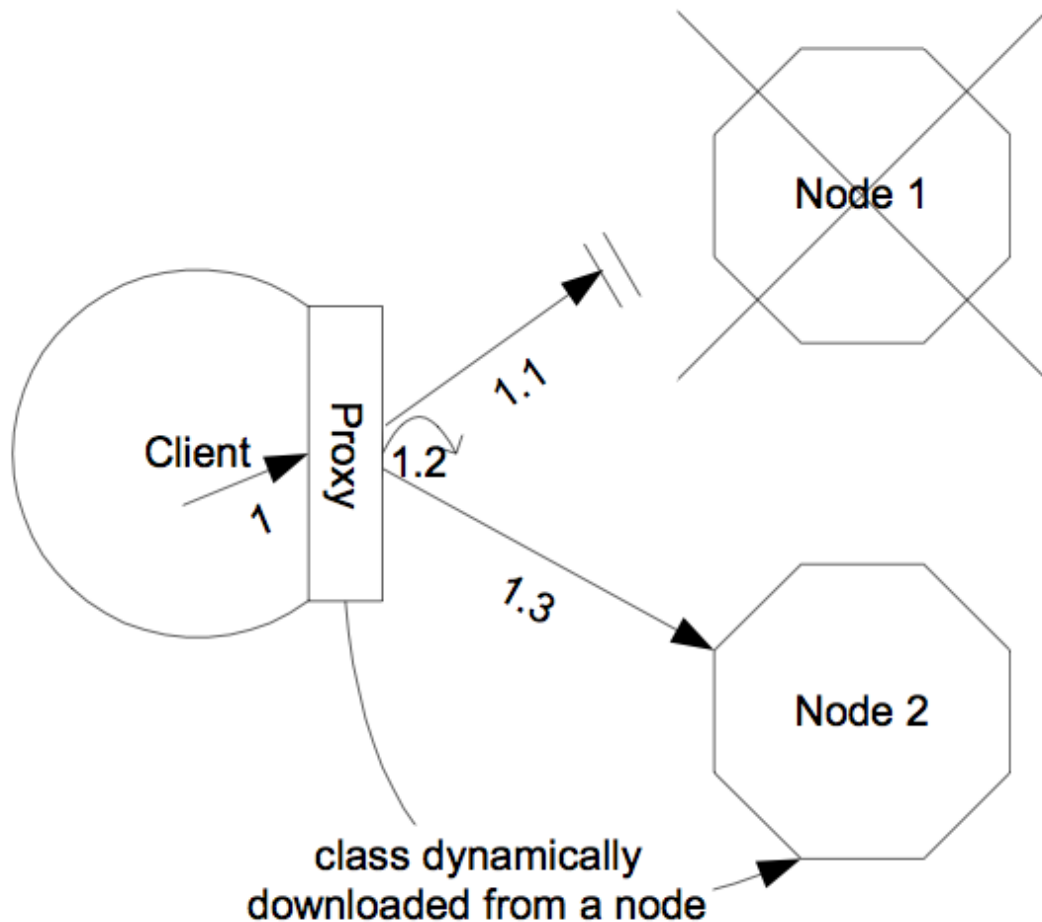 Node 1
1.1
Proxy
Client
1.2
1
1.3
Node 2
class dynamically
downloaded from a node